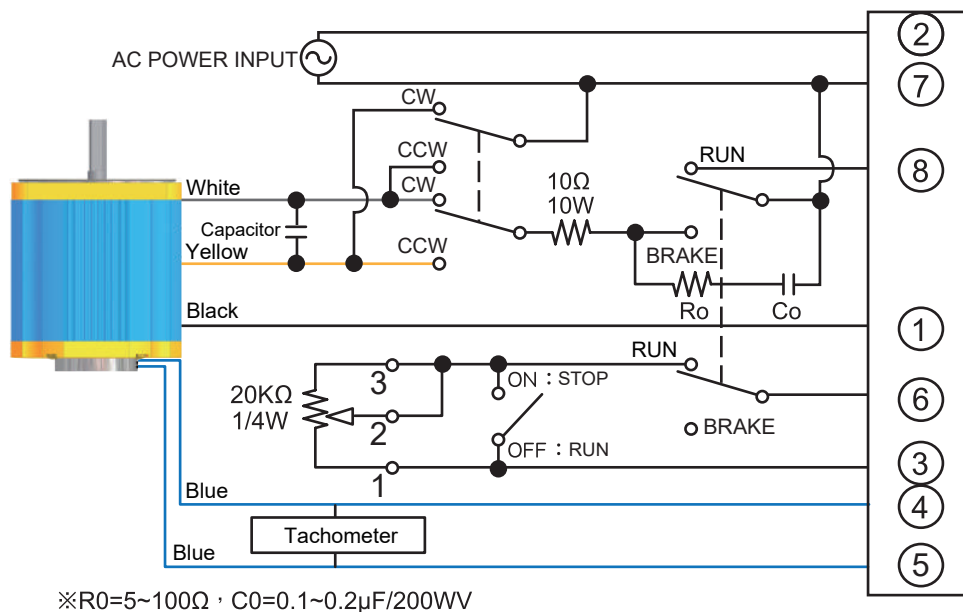 AC POWER INPUT
②
⑦
CW
CCW
CW
RUN
⑧
White
10Ω
10W
Capacitor
Yellow
CCW
BRAKE
Ro
Co
Black
①
RUN
3
ON：STOP
20KΩ
1/4W
2
⑥
BRAKE
OFF：RUN
1
③
Blue
④
Tachometer
Blue
⑤
※R0=5~100Ω，C0=0.1~0.2μF/200WV